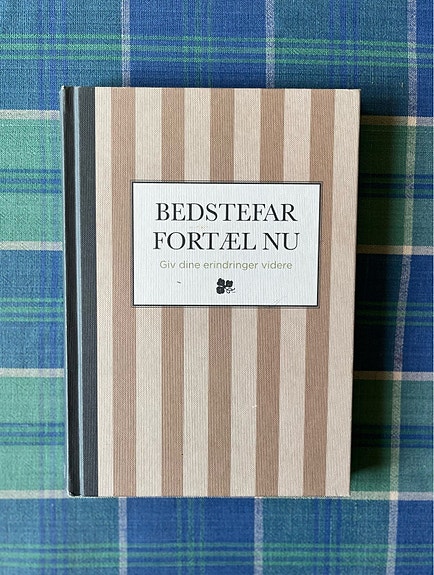 BEDSTEFAR
FORTÆL NU
Giv dine erindringer videre